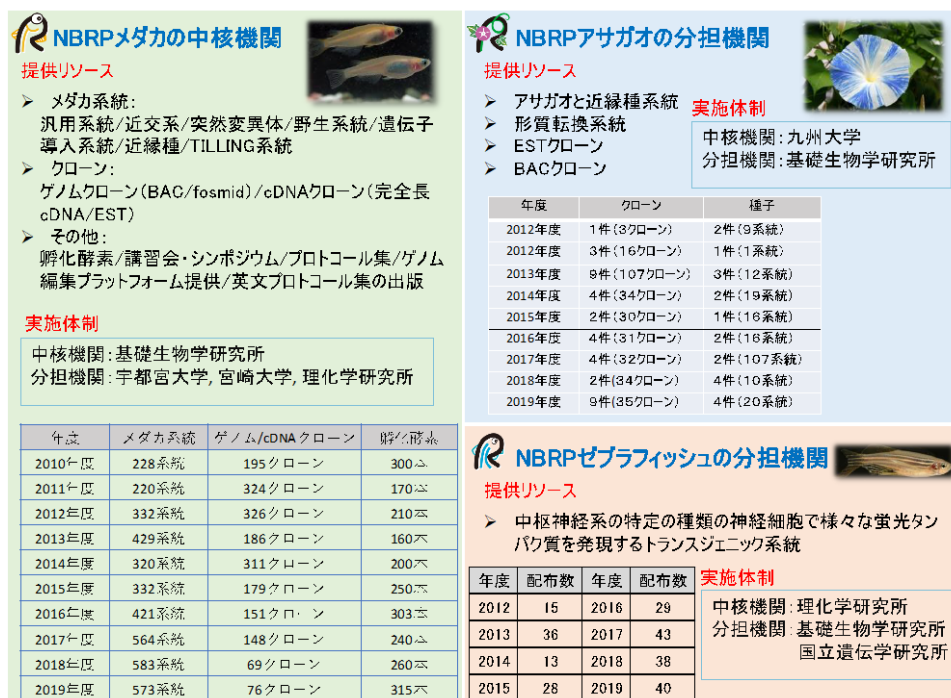 NBRPメダカの中核機関
提供リソース
➤ メダカ系統:
汎用系統/近交系/突然変異体/野生系統/遺伝子
導入系統/近縁種/TILLING系統
➤ クローン:
ゲノムクローン(BAC/fosmid)/cDNAクローン(完全長
cDNA/EST)
➤ その他:
孵化酵素/講習会・シンポジウム/プロトコール集/ゲノム
編集プラットフォーム提供/英文プロトコール集の出版
実施体制
中核機関:基礎生物学研究所
分担機関:宇都宮大学, 宮崎大学, 理化学研究所
年度 メダカ系統 ゲノム/cDNAクローン 孵化酵素
2010年度 228系統 195クローン 300本
2011年度 220系統 324クローン 170本
2012年度 332系統 326クローン 210本
2013年度 429系統 186クローン 160本
2014年度 320系統 311クローン 200本
2015年度 332系統 179クローン 250本
2016年度 421系統 151クローン 303本
2017年度 564系統 148クローン 240本
2018年度 583系統 69クローン 260本
2019年度 573系統 76クローン 315本
NBRPアサガオの分担機関
提供リソース
➤ アサガオと近縁種系統
➤ 形質転換系統
➤ ESTクローン
➤ BACクローン
実施体制
中核機関:九州大学
分担機関:基礎生物学研究所
年度 クローン 種子
2012年度 1件(3クローン) 2件(9系統)
2012年度 3件(16クローン) 1件(1系統)
2013年度 9件(107クローン) 3件(12系統)
2014年度 4件(34クローン) 2件(19系統)
2015年度 2件(30クローン) 1件(16系統)
2016年度 4件(31クローン) 2件(16系統)
2017年度 4件(32クローン) 2件(107系統)
2018年度 2件(34クローン) 4件(10系統)
2019年度 9件(35クローン) 4件(20系統)
NBRPゼブラフィッシュの分担機関
提供リソース
➤ 中枢神経系の特定の種類の神経細胞で様々な蛍光タン
パク質を発現するトランスジェニック系統
年度 配布数 年度 配布数
2012 15 2016 29
2013 36 2017 43
2014 13 2018 38
2015 28 2019 40
実施体制
中核機関:理化学研究所
分担機関:基礎生物学研究所
国立遺伝学研究所